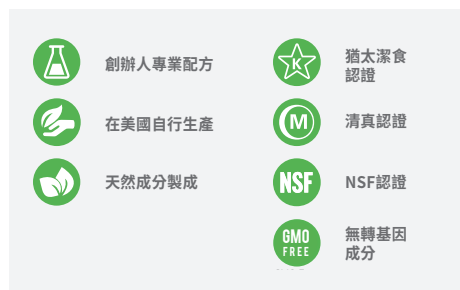 創辦人專業配方
在美國自行生產
天然成分製成
K
猶太潔食
認證
M
清真認證
NSF
NSF認證
GMO
FREE
無轉基因
成分